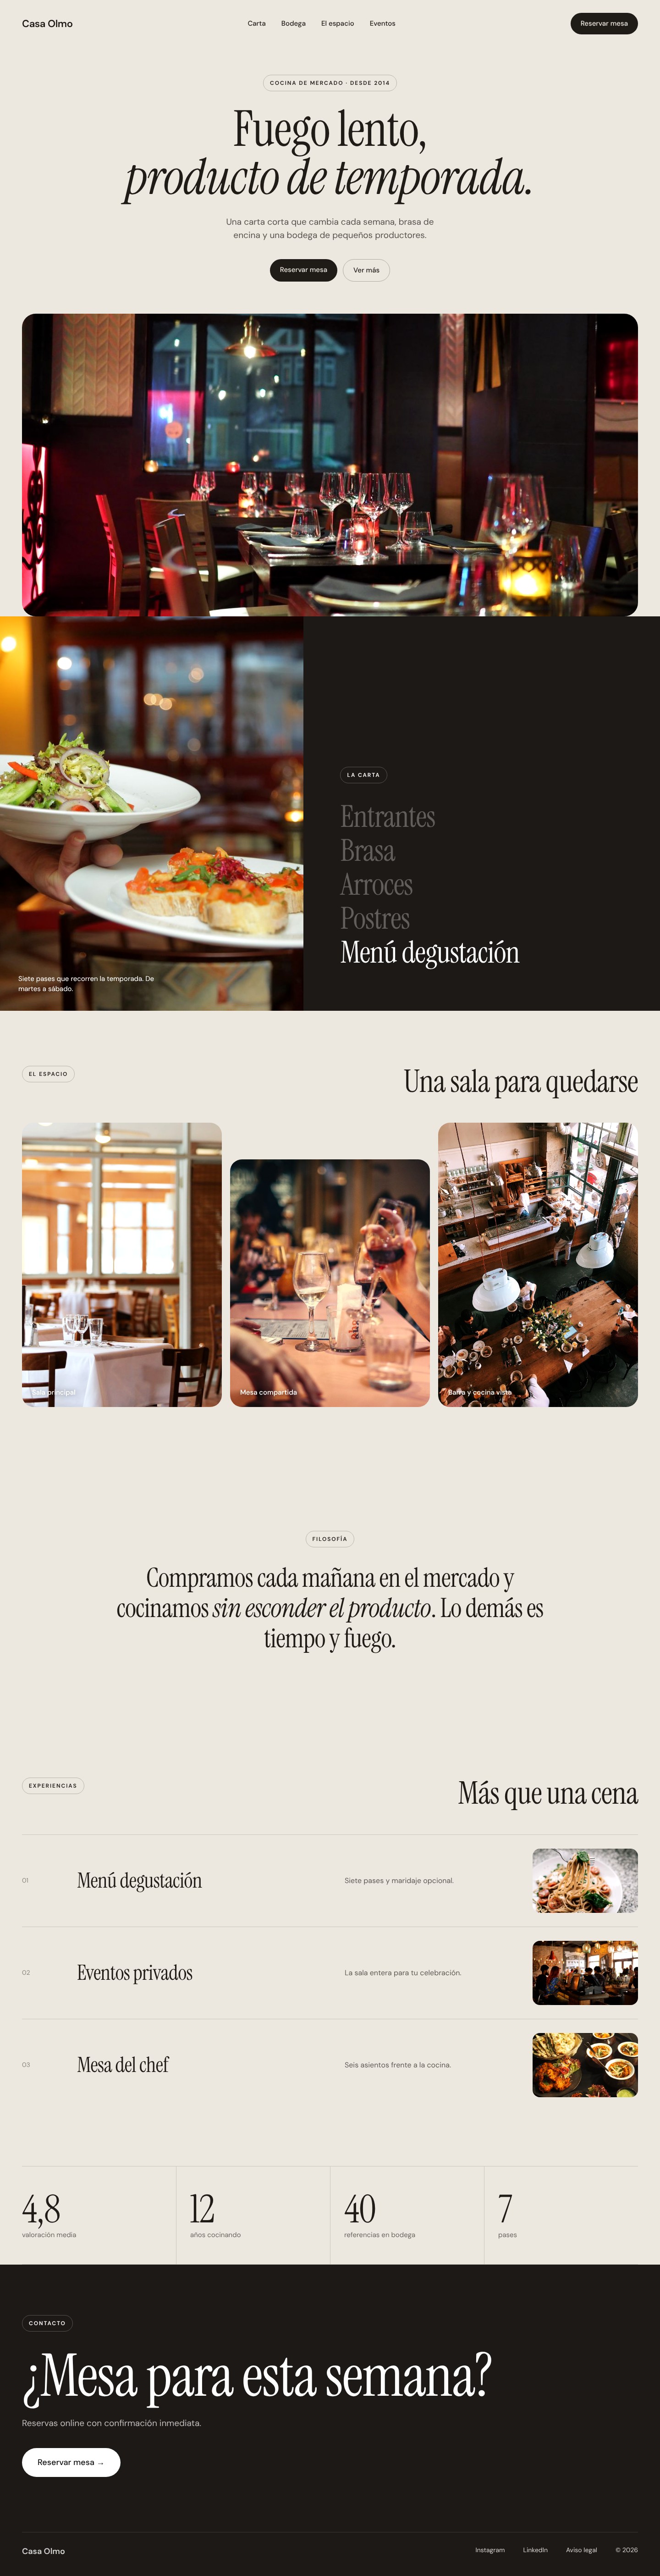 Casa Olmo
Carta
Bodega
El espacio
Eventos
Reservar mesa
COCINA DE MERCADO · DESDE 2014
Fuego lento,
producto de temporada.
Una carta corta que cambia cada semana, brasa de
encina y una bodega de pequeños productores.
Reservar mesa
Ver más
Siete pases que recorren la temporada. De
martes a sábado.
LA CARTA
Entrantes
Brasa
Arroces
Postres
Menú degustación
EL ESPACIO
Una sala para quedarse
Sala principal
Mesa compartida
Barra y cocina vista
FILOSOFÍA
Compramos cada mañana en el mercado y
cocinamos sin esconder el producto. Lo demás es
tiempo y fuego.
EXPERIENCIAS
Más que una cena
01
Menú degustación
Siete pases y maridaje opcional.
02
Eventos privados
La sala entera para tu celebración.
03
Mesa del chef
Seis asientos frente a la cocina.
4,8
valoración media
12
años cocinando
40
referencias en bodega
7
pases
CONTACTO
¿Mesa para esta semana?
Reservas online con confirmación inmediata.
Reservar mesa →
Casa Olmo
Instagram
LinkedIn
Aviso legal
© 2026